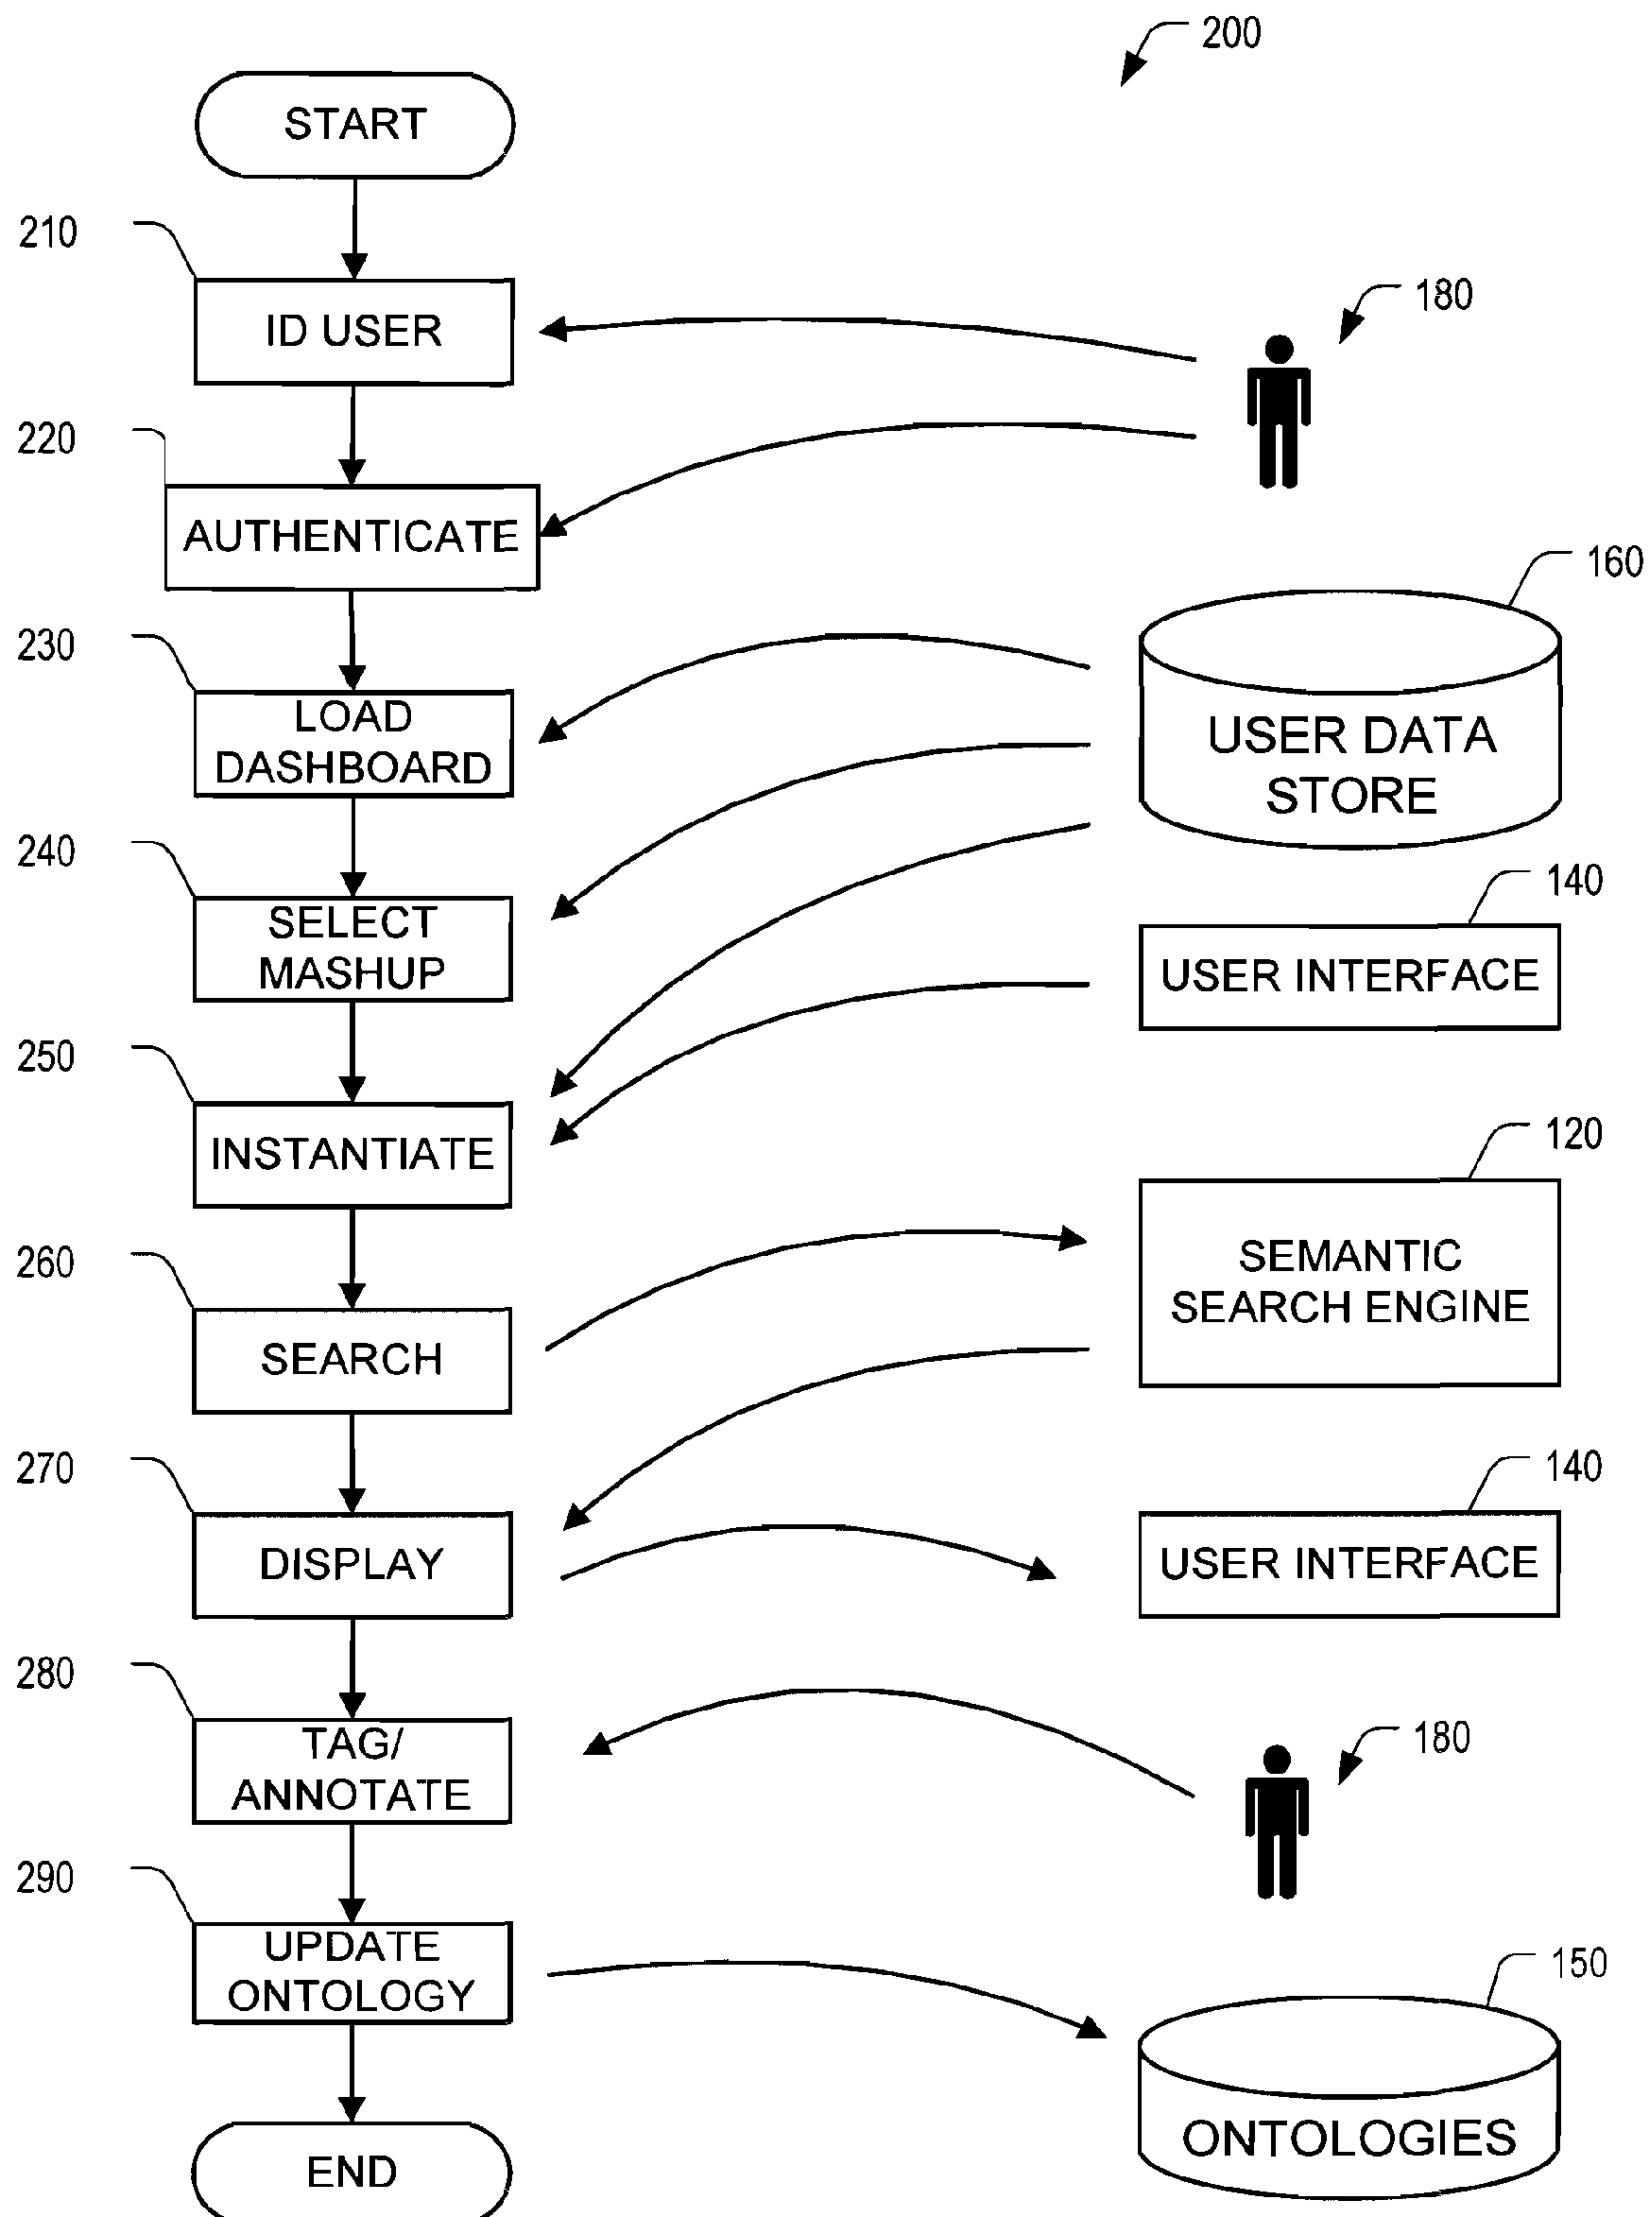 200
START
210
ID USER
180
220
AUTHENTICATE
160
230
LOAD
DASHBOARD
USER DATA
STORE
240
SELECT
MASHUP
140
USER INTERFACE
250
INSTANTIATE
120
SEMANTIC
SEARCH ENGINE
260
SEARCH
270
DISPLAY
140
USER INTERFACE
280
TAG/
ANNOTATE
180
290
UPDATE
ONTOLOGY
150
ONTOLOGIES
END